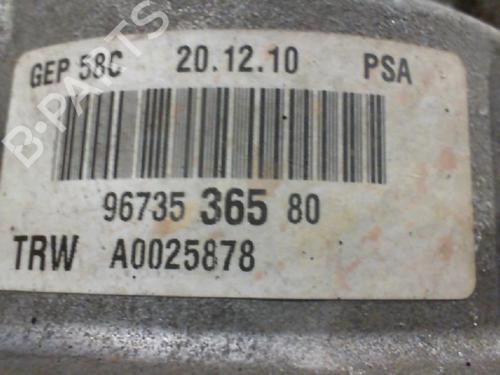 GEP 58C 20.12.10 PSA
96735 365 80
TRW A0025878
B-PARTS